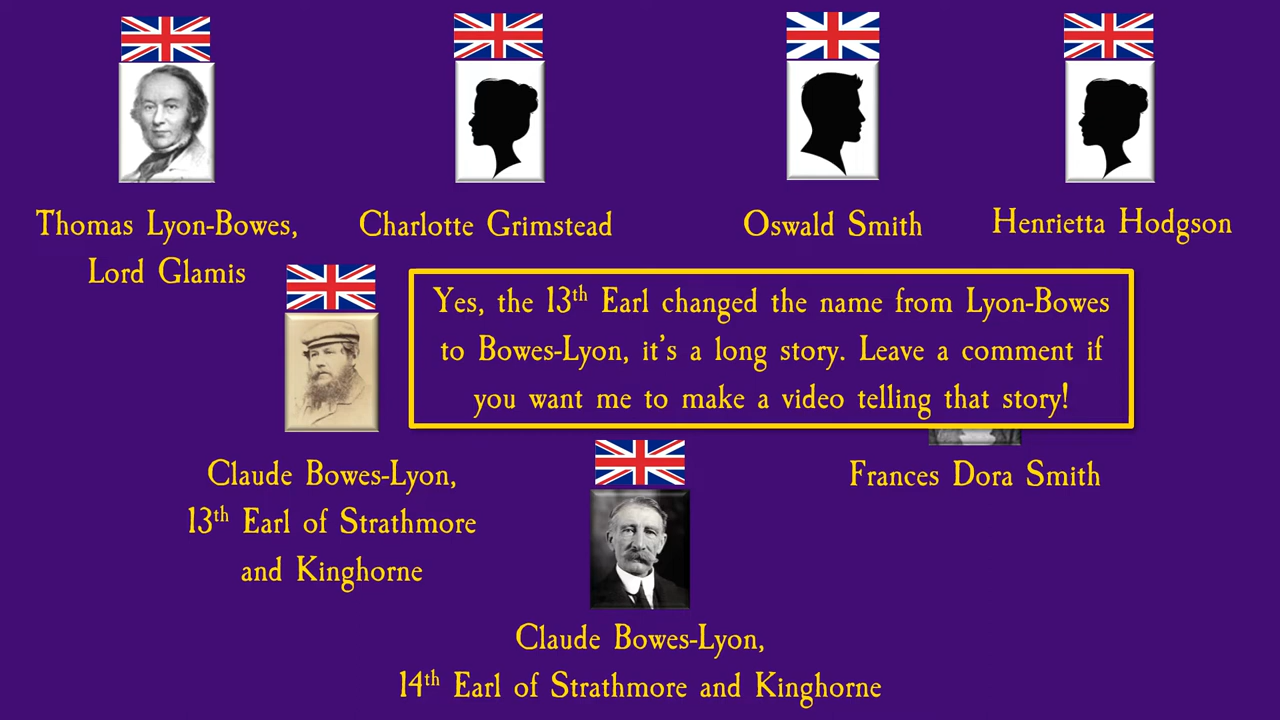 Thomas Lyon-Bowes,
Lord Glamis
Charlotte Grimstead
Oswald Smith
Henrietta Hodgson
Yes, the 13th Earl changed the name from Lyon-Bowes
to Bowes-Lyon, it's a long story. Leave a comment if
you want me to make a video telling that story!
Claude Bowes-Lyon,
13th Earl of Strathmore
and Kinghorne
Frances Dora Smith
Claude Bowes-Lyon,
14th Earl of Strathmore and Kinghorne